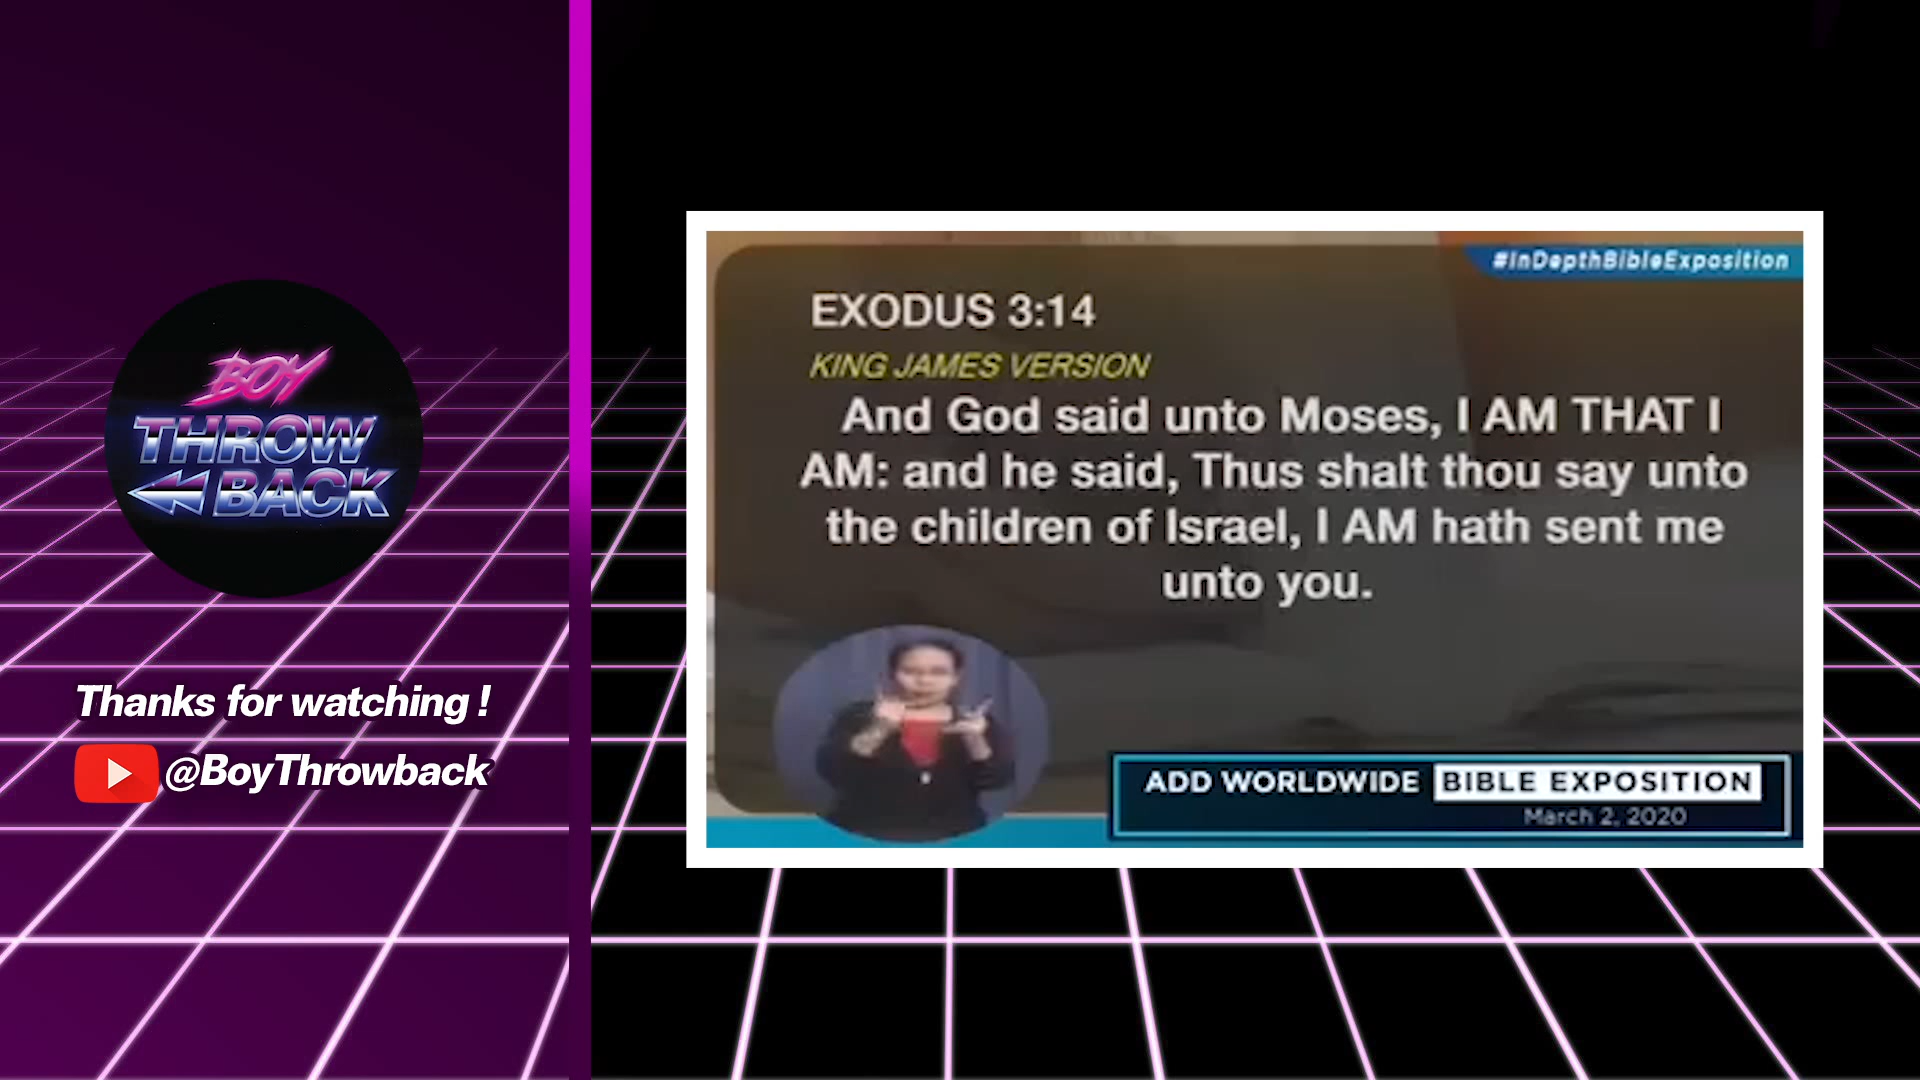 BOY
THROW
BACK
Thanks for watching !
@BoyThrowback
#InDepthBibleExposition
EXODUS 3:14
KING JAMES VERSION
And God said unto Moses, I AM THAT I
AM: and he said, Thus shalt thou say unto
the children of Israel, I AM hath sent me
unto you.
ADD WORLDWIDE BIBLE EXPOSITION
March 2, 2020